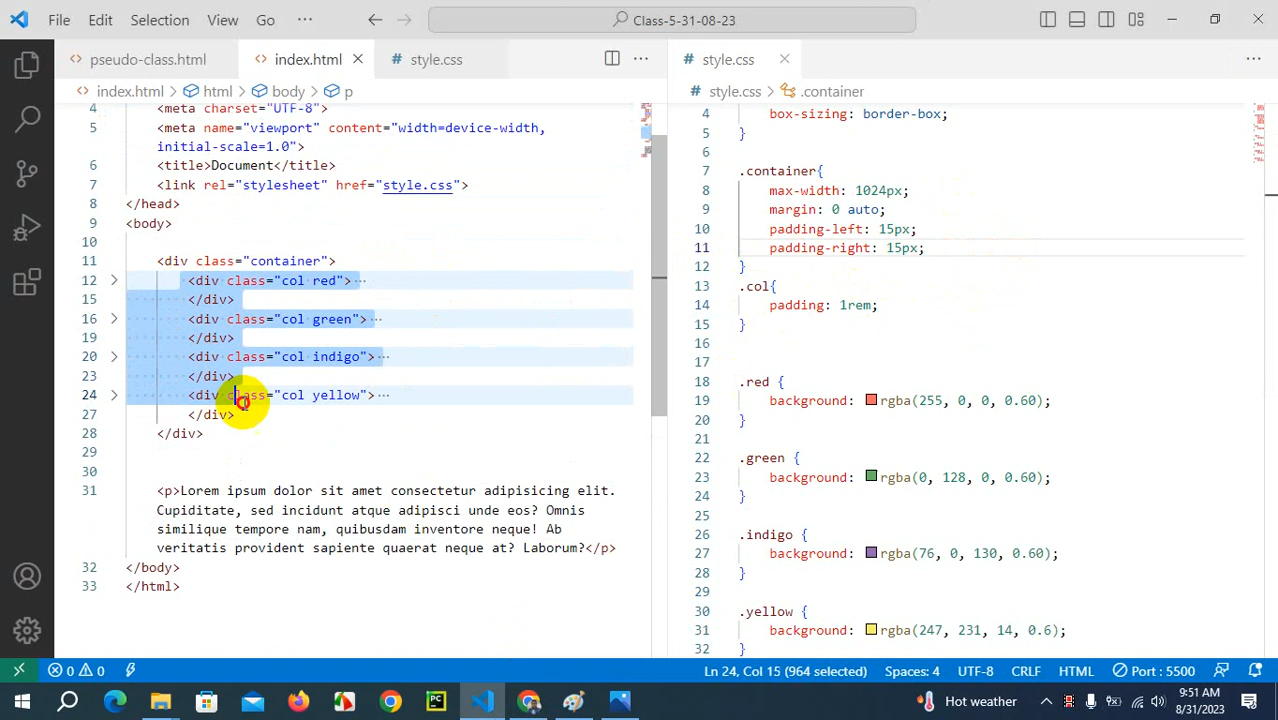 File Edit Selection View Go ··· Class-5-31-08-23
pseudo-class.html index.html style.css style.css
index.html > html > body > p
style.css > .container
4 <meta charset="UTF-8">
5 <meta name="viewport" content="width=device-width,
initial-scale=1.0">
6 <title>Document</title>
7 <link rel="stylesheet" href="style.css">
8 </head>
9 <body>
10
11 <div class="container">
12 <div class="col red">···
15 </div>
16 <div class="col green">···
19 </div>
20 <div class="col indigo">···
23 </div>
24 <div class="col yellow">···
27 </div>
28 </div>
29
30
31 <p>Lorem ipsum dolor sit amet consectetur adipisicing elit.
Cupiditate, sed incidunt atque adipisci unde eos? Omnis
similique tempore nam, quibusdam inventore neque! Ab
veritatis provident sapiente quaerat neque at? Laborum?</p>
32 </body>
33 </html>
4 box-sizing: border-box;
5 }
6
7 .container{
8 max-width: 1024px;
9 margin: 0 auto;
10 padding-left: 15px;
11 padding-right: 15px;
12 }
13 .col{
14 padding: 1rem;
15 }
16
17
18 .red {
19 background: rgba(255, 0, 0, 0.60);
20 }
21
22 .green {
23 background: rgba(0, 128, 0, 0.60);
24 }
25
26 .indigo {
27 background: rgba(76, 0, 130, 0.60);
28 }
29
30 .yellow {
31 background: rgba(247, 231, 14, 0.6);
32 }
0 0 Ln 24, Col 15 (964 selected) Spaces: 4 UTF-8 CRLF HTML Port : 5500
PC Hot weather 9:51 AM
8/31/2023